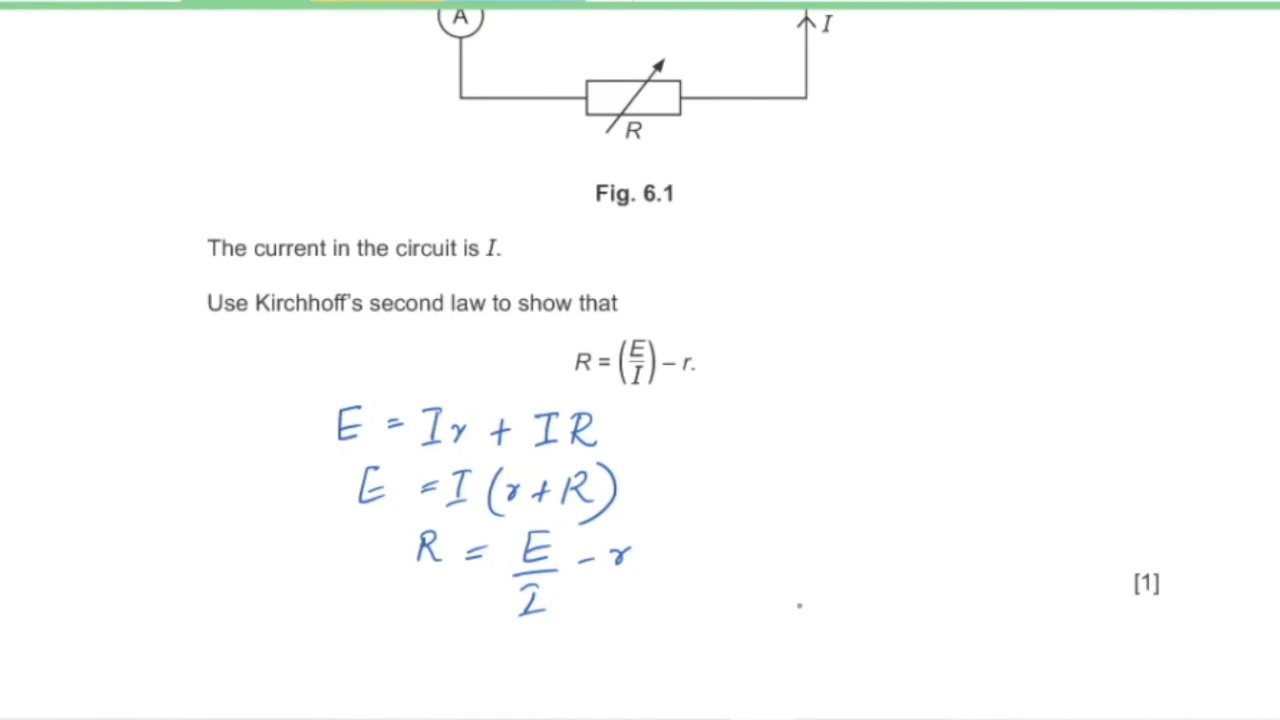 A
I
R
Fig. 6.1
The current in the circuit is I.
Use Kirchhoff's second law to show that
R = (E/I) – r.
E = Ir + IR
E = I (r + R)
R = E/I - r
[1]